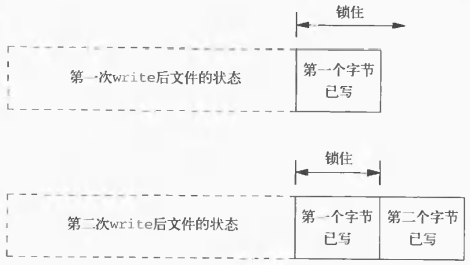 锁住
第一次write后文件的状态
第一个字节
已写
锁住
第二次write后文件的状态
第一个字节
第二个字节
已写
已写